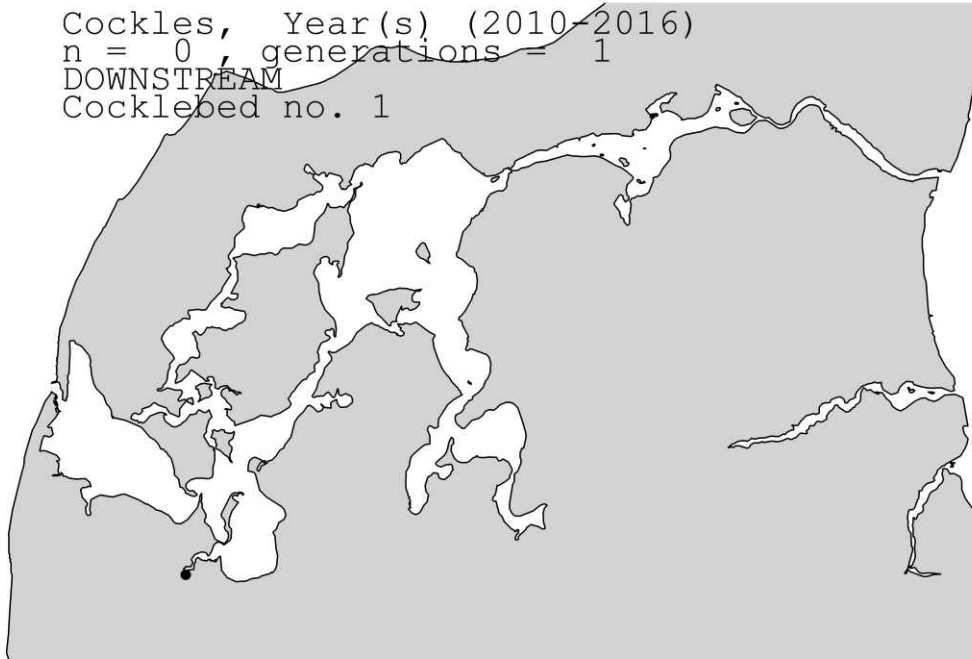 Cockles, Year(s) (2010-2016)
n = 0 , generations = 1
DOWNSTREAM
Cocklebed no. 1